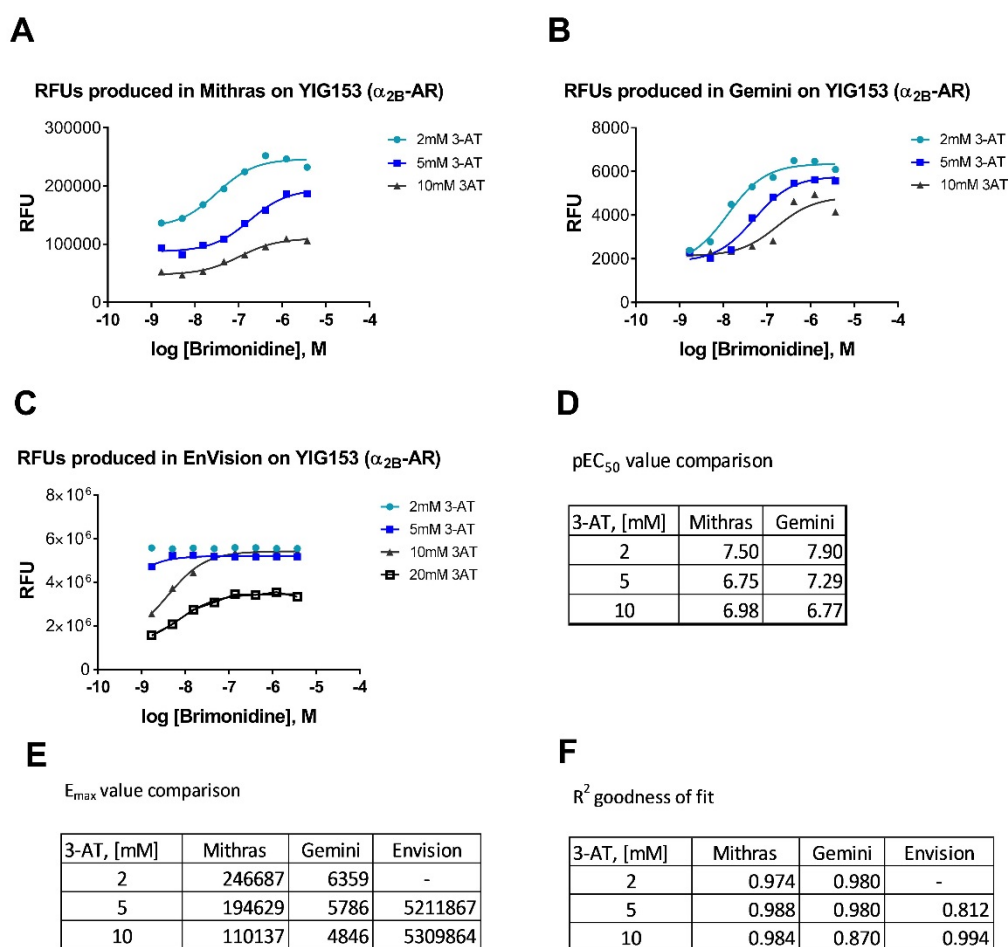 A
RFUs produced in Mithras on YIG153 (α2B-AR)
300000
200000
100000
0
RFU
-10 -9 -8 -7 -6 -5 -4
log [Brimonidine], M
2mM 3-AT
5mM 3-AT
10mM 3AT
B
RFUs produced in Gemini on YIG153 (α2B-AR)
8000
6000
4000
2000
0
RFU
-10 -9 -8 -7 -6 -5 -4
log [Brimonidine], M
2mM 3-AT
5mM 3-AT
10mM 3AT
C
RFUs produced in EnVision on YIG153 (α2B-AR)
8×10⁶
6×10⁶
4×10⁶
2×10⁶
0
RFU
-10 -9 -8 -7 -6 -5 -4
log [Brimonidine], M
2mM 3-AT
5mM 3-AT
10mM 3AT
20mM 3AT
D
pEC50 value comparison
3-AT, [mM] Mithras Gemini
2 7.50 7.90
5 6.75 7.29
10 6.98 6.77
E
Emax value comparison
3-AT, [mM] Mithras Gemini Envision
2 246687 6359 -
5 194629 5786 5211867
10 110137 4846 5309864
F
R² goodness of fit
3-AT, [mM] Mithras Gemini Envision
2 0.974 0.980 -
5 0.988 0.980 0.812
10 0.984 0.870 0.994